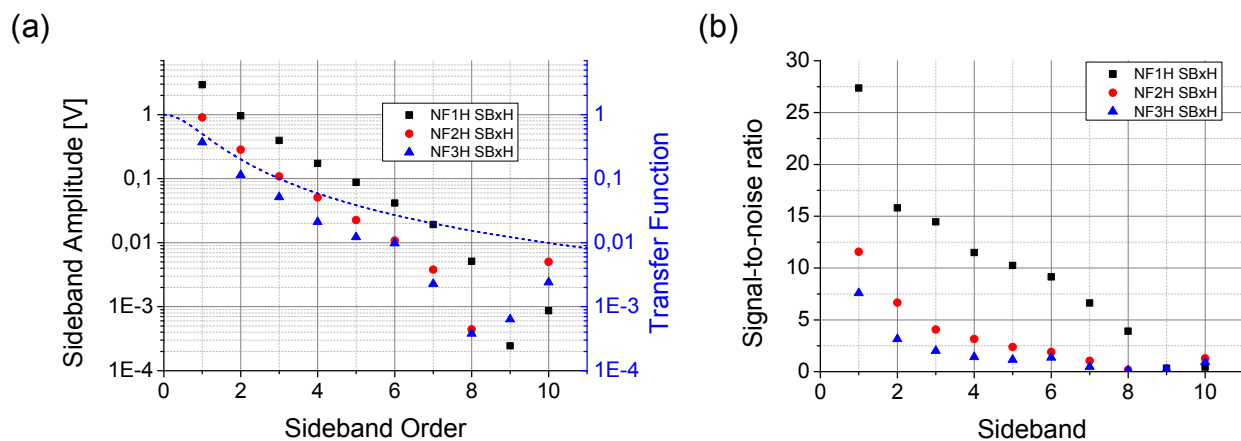 (a)
Sideband Amplitude [V]
1
0,1
0,01
1E−3
1E−4
0 2 4 6 8 10
Sideband Order
NF1H SBxH
NF2H SBxH
NF3H SBxH
1
0,1
0,01
1E−3
1E−4
Transfer Function
(b)
Signal-to-noise ratio
30
25
20
15
10
5
0
0 2 4 6 8 10
Sideband
NF1H SBxH
NF2H SBxH
NF3H SBxH